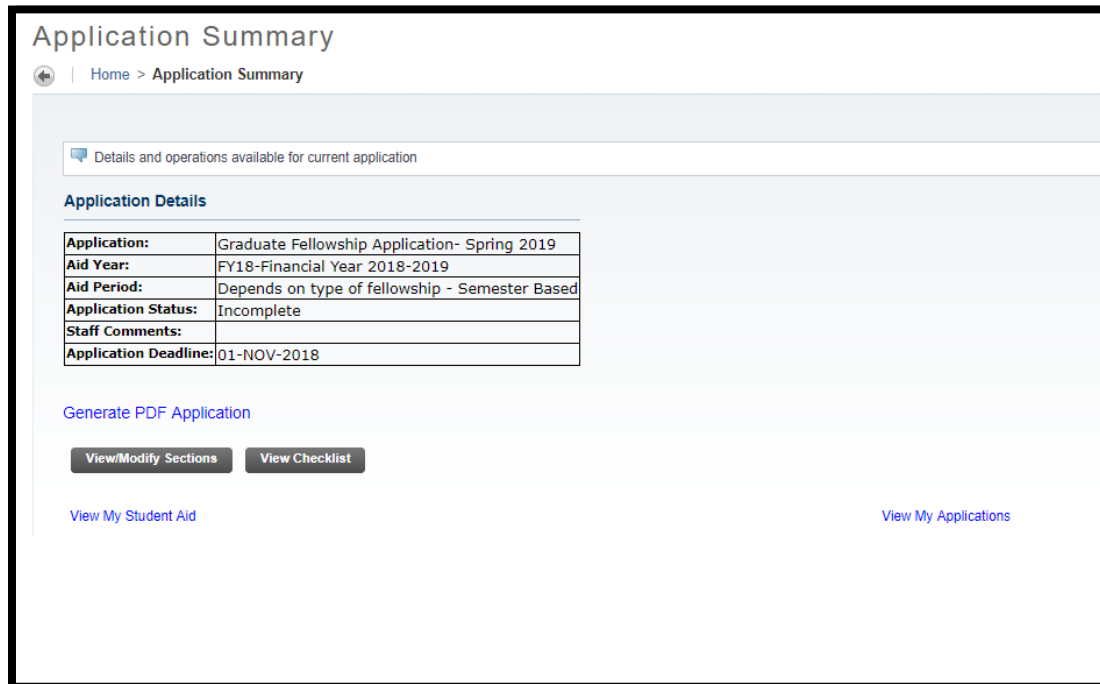 Application Summary
Home > Application Summary
Details and operations available for current application
Application Details
Application: Graduate Fellowship Application- Spring 2019
Aid Year: FY18-Financial Year 2018-2019
Aid Period: Depends on type of fellowship - Semester Based
Application Status: Incomplete
Staff Comments:
Application Deadline: 01-NOV-2018
Generate PDF Application
View/Modify Sections View Checklist
View My Student Aid View My Applications